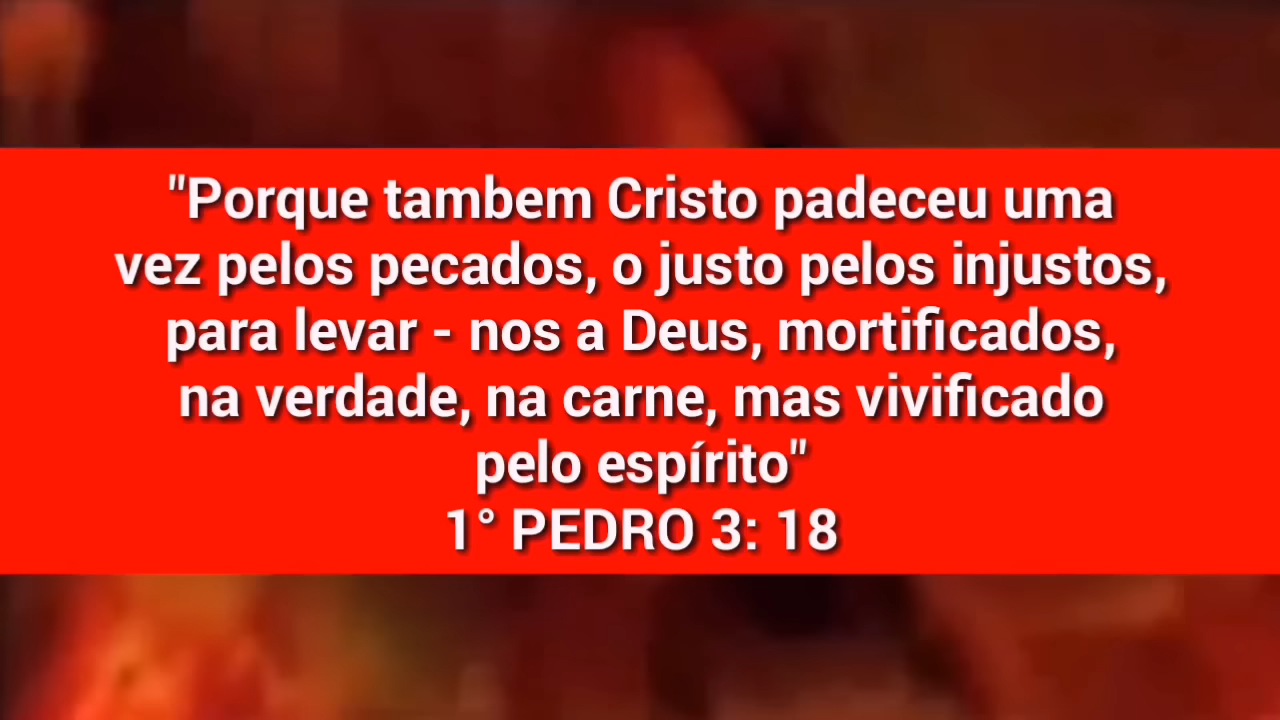 "Porque tambem Cristo padeceu uma
vez pelos pecados, o justo pelos injustos,
para levar - nos a Deus, mortificados,
na verdade, na carne, mas vivificado
pelo espírito"
1° PEDRO 3: 18